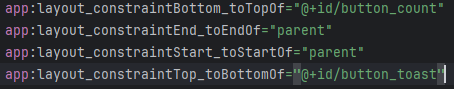 app:layout_constraintBottom_toTopOf="@+id/button_count"
app:layout_constraintEnd_toEndOf="parent"
app:layout_constraintStart_toStartOf="parent"
app:layout_constraintTop_toBottomOf="@+id/button_toast"